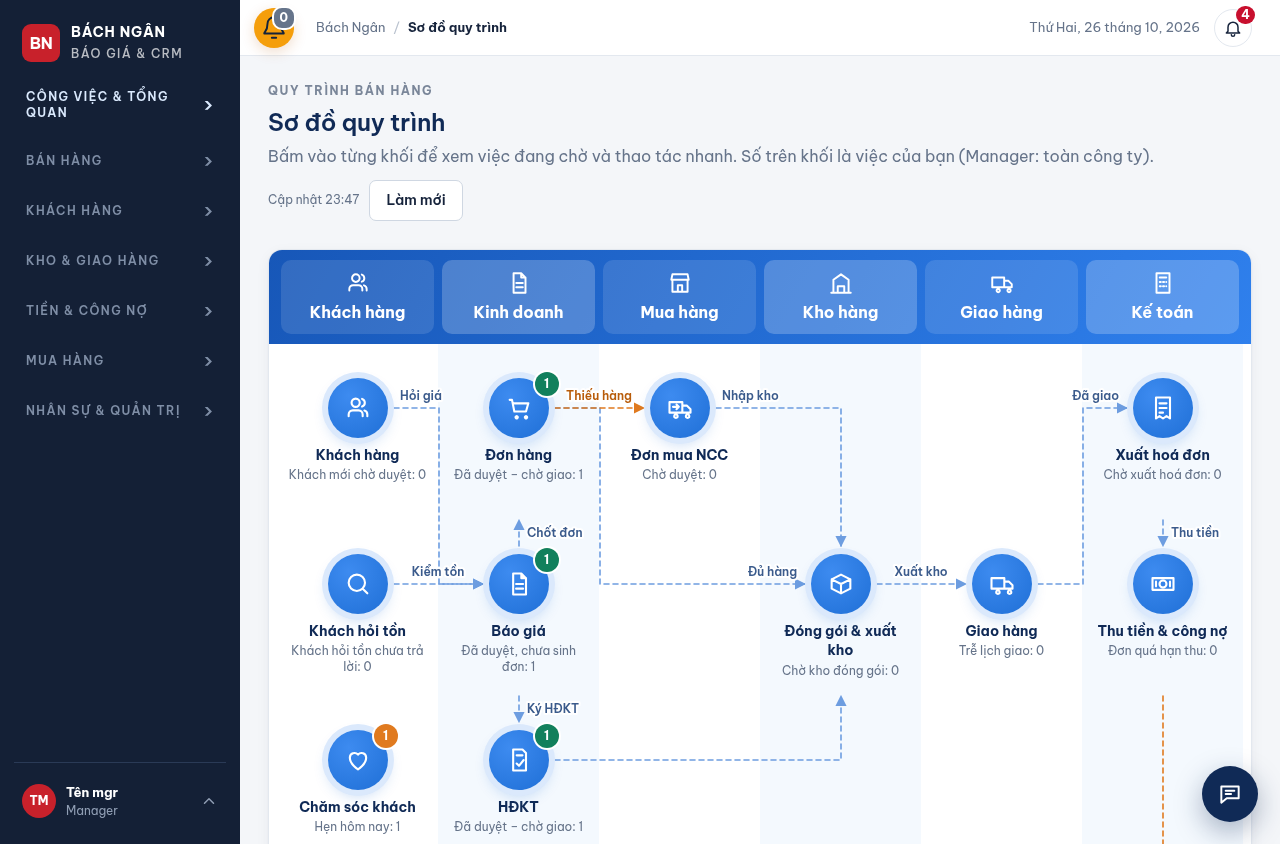 BN
BÁCH NGÂN
BÁO GIÁ & CRM
CÔNG VIỆC & TỔNG
QUAN
BÁN HÀNG
KHÁCH HÀNG
KHO & GIAO HÀNG
TIỀN & CÔNG NỢ
MUA HÀNG
NHÂN SỰ & QUẢN TRỊ
TM
Tên mgr
Manager
0
Bách Ngân / Sơ đồ quy trình
Thứ Hai, 26 tháng 10, 2026
4
QUY TRÌNH BÁN HÀNG
Sơ đồ quy trình
Bấm vào từng khối để xem việc đang chờ và thao tác nhanh. Số trên khối là việc của bạn (Manager: toàn công ty).
Cập nhật 23:47
Làm mới
Khách hàng
Kinh doanh
Mua hàng
Kho hàng
Giao hàng
Kế toán
Hỏi giá
1
Thiếu hàng
Nhập kho
Đã giao
Khách hàng
Khách mới chờ duyệt: 0
Đơn hàng
Đã duyệt – chờ giao: 1
Đơn mua NCC
Chờ duyệt: 0
Xuất hoá đơn
Chờ xuất hoá đơn: 0
Chốt đơn
Thu tiền
Kiểm tồn
1
Đủ hàng
Xuất kho
Khách hỏi tồn
Khách hỏi tồn chưa trả
lời: 0
Báo giá
Đã duyệt, chưa sinh
đơn: 1
Đóng gói & xuất
kho
Chờ kho đóng gói: 0
Giao hàng
Trễ lịch giao: 0
Thu tiền & công nợ
Đơn quá hạn thu: 0
Ký HĐKT
1
1
Chăm sóc khách
Hẹn hôm nay: 1
HĐKT
Đã duyệt – chờ giao: 1